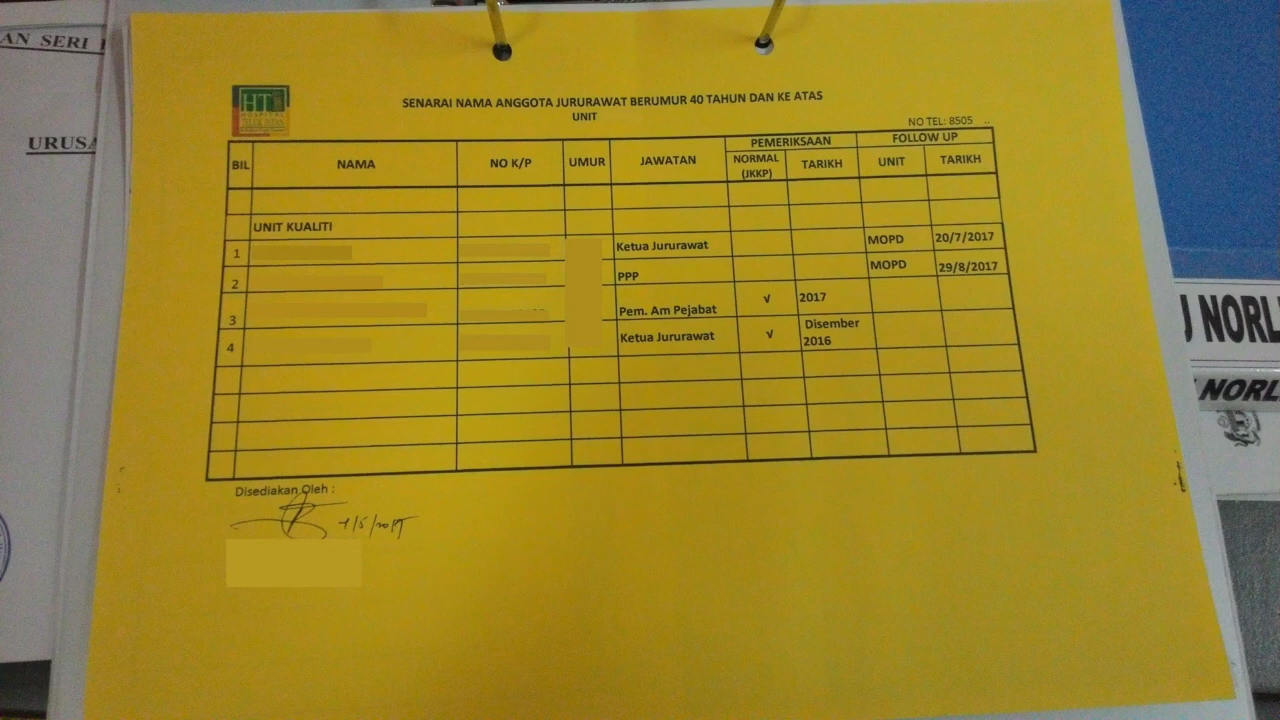 AN SERI
URUSA
HT
HOSPITAL
SENARAI NAMA ANGGOTA JURURAWAT BERUMUR 40 TAHUN DAN KE ATAS
UNIT
NO TEL: 8505
BIL NAMA NO K/P UMUR JAWATAN PEMERIKSAAN FOLLOW UP
NORMAL (JKKP) TARIKH UNIT TARIKH
UNIT KUALITI
1 Ketua Jururawat MOPD 20/7/2017
2 PPP MOPD 29/8/2017
3 Pem. Am Pejabat √ 2017
4 Ketua Jururawat √ Disember 2016
Disediakan Oleh :
U NORL
NORL